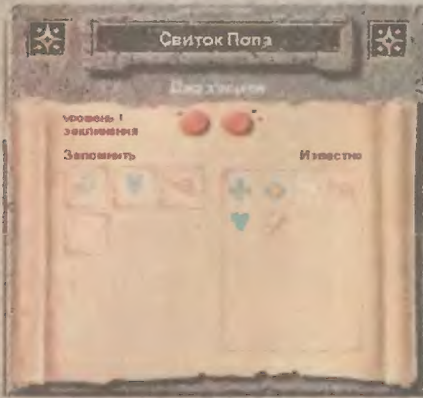 Свиток Попа
уровень 1
заклинания
Запомнить
Известно